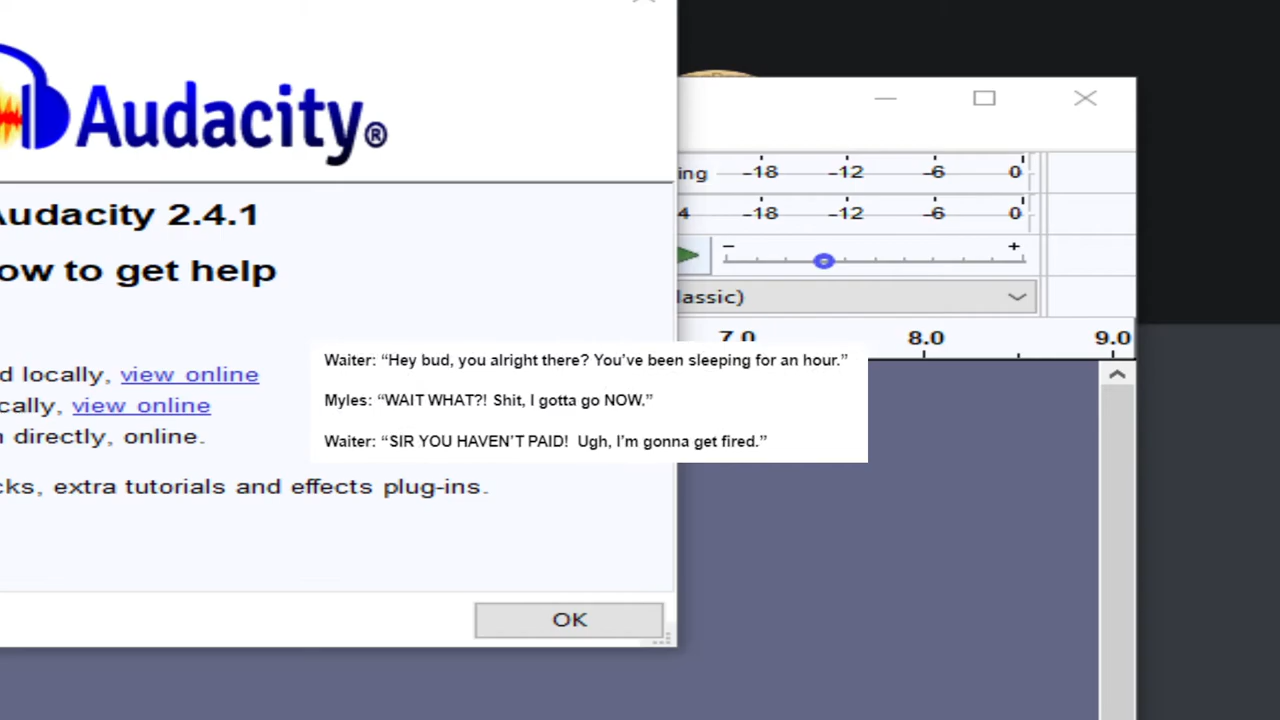 Audacity®
Audacity 2.4.1
ow to get help
ing -18 -12 -6 0
4 -18 -12 -6 0
- +
lassic)
7.0 8.0 9.0
Waiter: “Hey bud, you alright there? You’ve been sleeping for an hour.”
d locally, view online
Myles: “WAIT WHAT?! Shit, I gotta go NOW.”
cally, view online
n directly, online.
Waiter: “SIR YOU HAVEN’T PAID!  Ugh, I’m gonna get fired.”
cks, extra tutorials and effects plug-ins.
OK